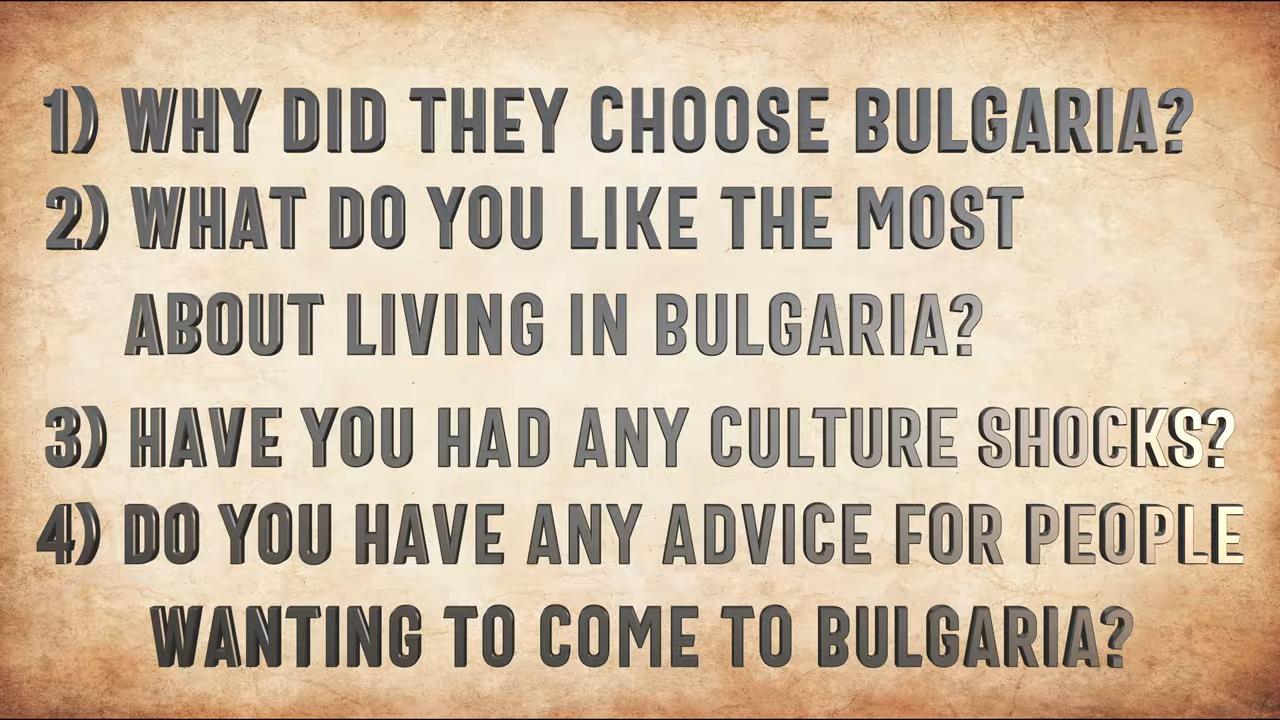 1) WHY DID THEY CHOOSE BULGARIA?
2) WHAT DO YOU LIKE THE MOST
ABOUT LIVING IN BULGARIA?
3) HAVE YOU HAD ANY CULTURE SHOCKS?
4) DO YOU HAVE ANY ADVICE FOR PEOPLE
WANTING TO COME TO BULGARIA?